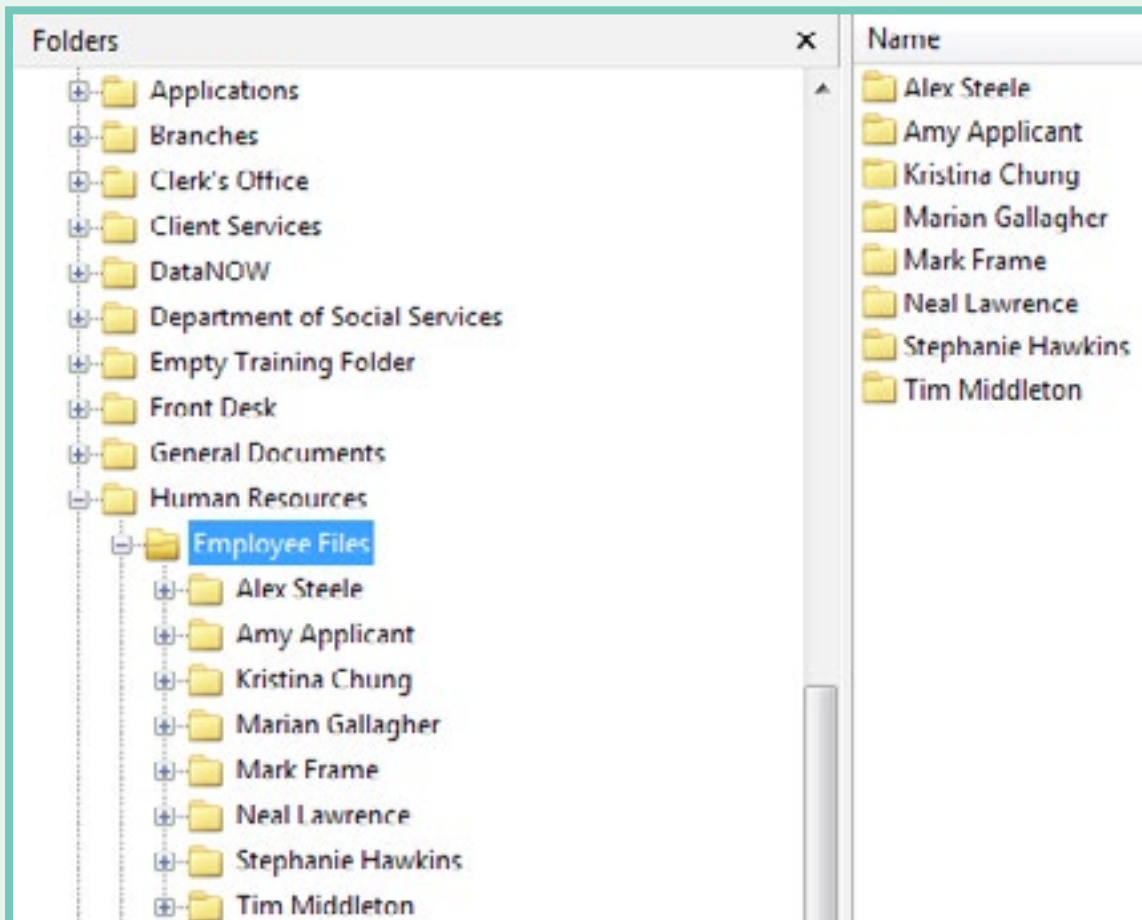 Folders
Applications
Branches
Clerk's Office
Client Services
DataNOW
Department of Social Services
Empty Training Folder
Front Desk
General Documents
Human Resources
Employee Files
Alex Steele
Amy Applicant
Kristina Chung
Marian Gallagher
Mark Frame
Neal Lawrence
Stephanie Hawkins
Tim Middleton
Name
Alex Steele
Amy Applicant
Kristina Chung
Marian Gallagher
Mark Frame
Neal Lawrence
Stephanie Hawkins
Tim Middleton